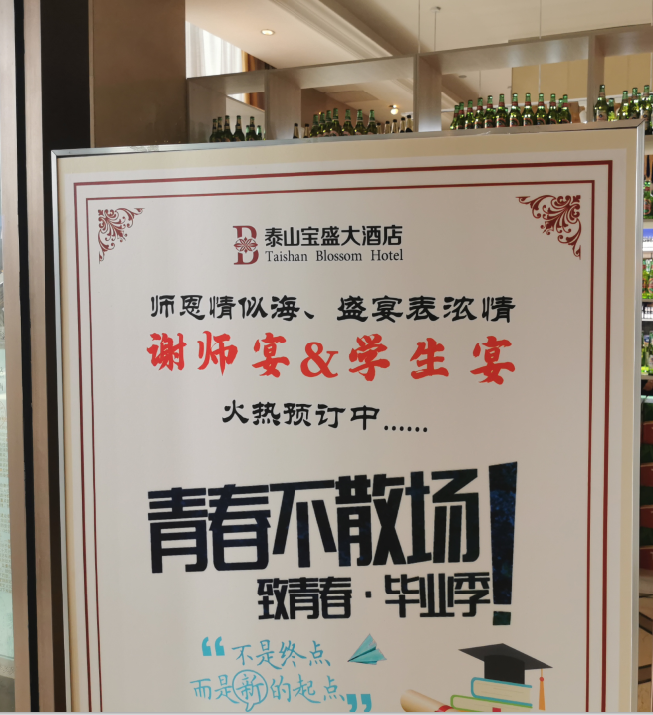 泰山宝盛大酒店
Taishan Blossom Hotel
师恩情似海、盛宴表浓情
谢师宴&学生宴
火热预订中......
青春不散场!
致青春·毕业季
“不是终点
而是新的起点”